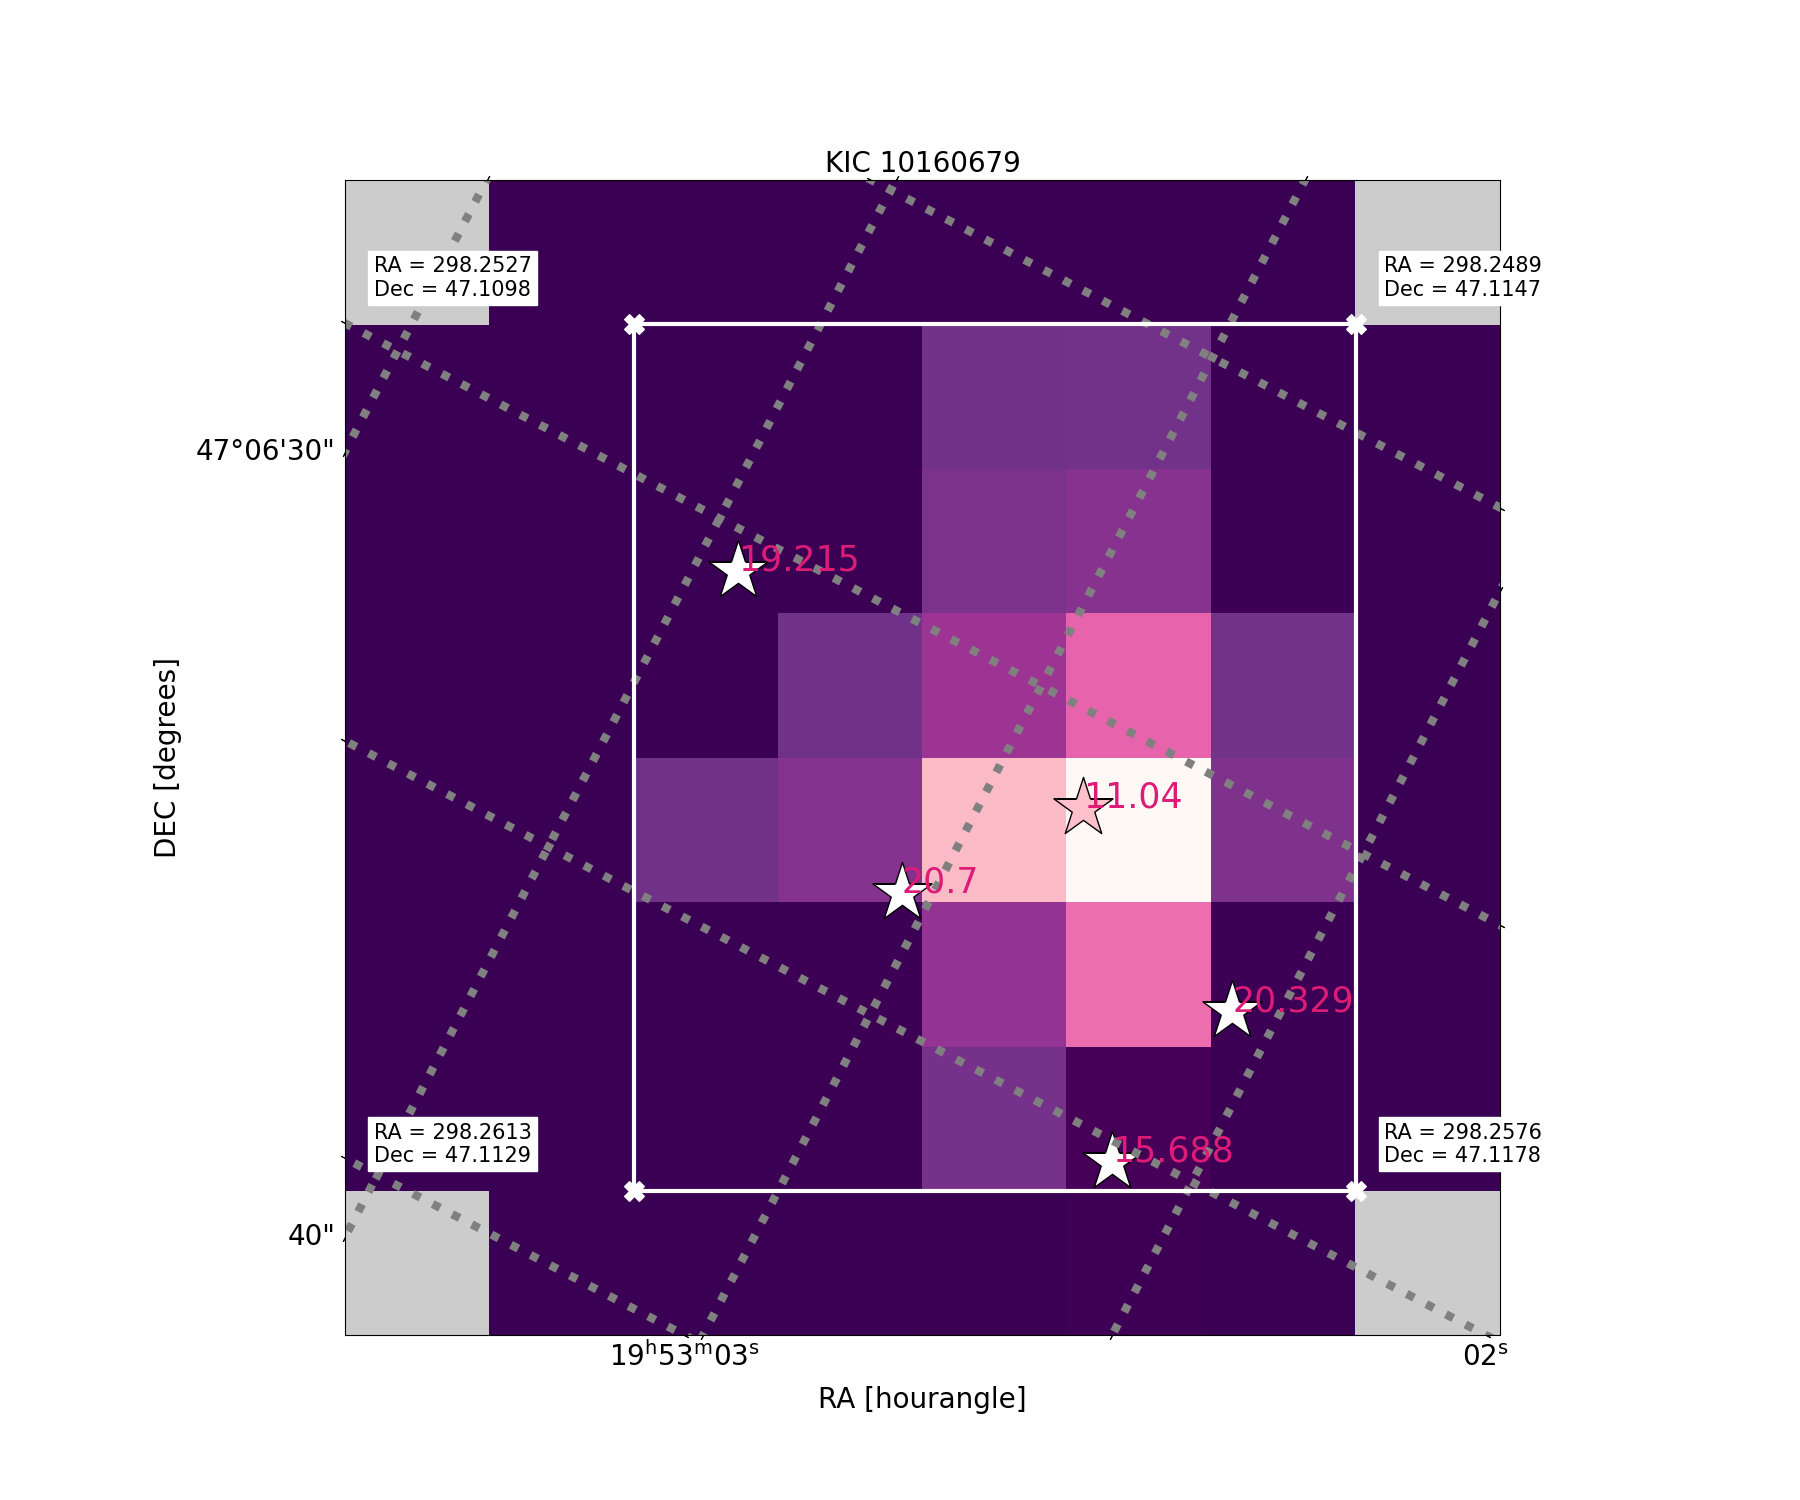 KIC 10160679
RA = 298.2527
Dec = 47.1098
RA = 298.2489
Dec = 47.1147
47°06'30"
19.215
DEC [degrees]
11.04
20.7
20.329
RA = 298.2613
Dec = 47.1129
RA = 298.2576
Dec = 47.1178
15.688
40"
19ʰ53ᵐ03ˢ
02ˢ
RA [hourangle]